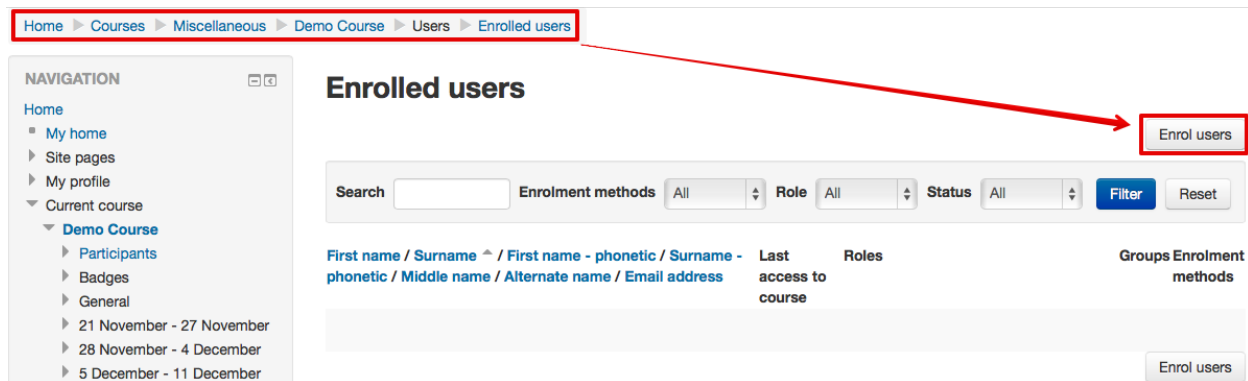 Home Courses Miscellaneous Demo Course Users Enrolled users
NAVIGATION
Home
My home
Site pages
My profile
Current course
Demo Course
Participants
Badges
General
21 November - 27 November
28 November - 4 December
5 December - 11 December
Enrolled users
Enrol users
Search Enrolment methods All Role All Status All Filter Reset
First name / Surname / First name - phonetic / Surname -
phonetic / Middle name / Alternate name / Email address
Last
access to
course
Roles
Groups
Enrolment
methods
Enrol users